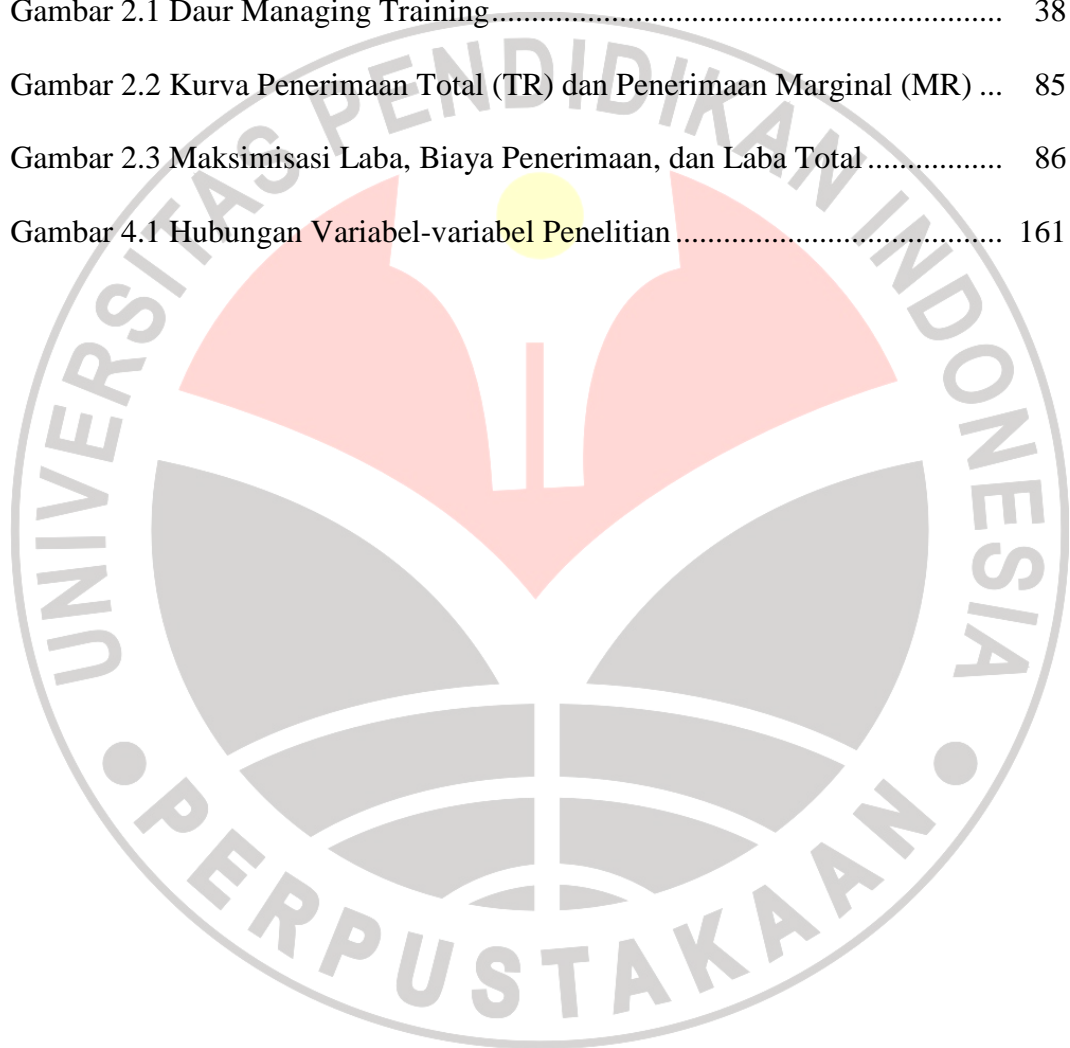 Gambar 2.1 Daur Managing Training............................................................................ 38
Gambar 2.2 Kurva Penerimaan Total (TR) dan Penerimaan Marginal (MR) ... 85
Gambar 2.3 Maksimisasi Laba, Biaya Penerimaan, dan Laba Total ................. 86
Gambar 4.1 Hubungan Variabel-variabel Penelitian .................................... 161
UNIVERSITAS PENDIDIKAN INDONESIA
PERPUSTAKAAN